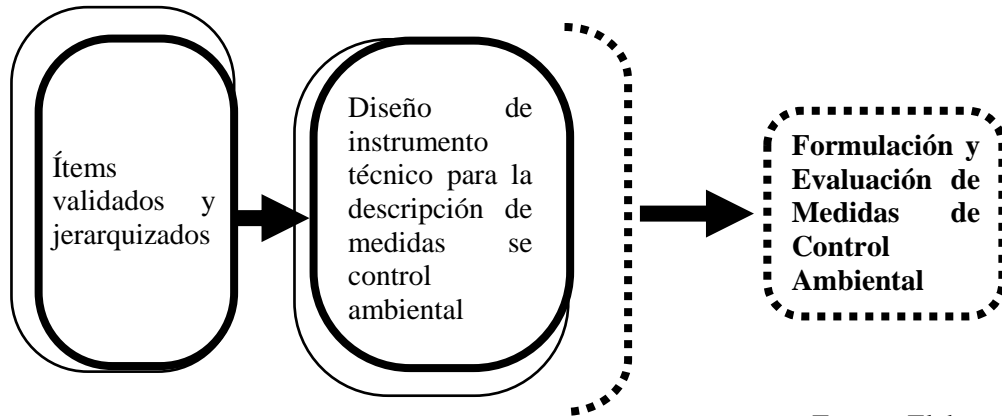 Ítems
validados y
jerarquizados
Diseño de
instrumento
técnico para la
descripción de
medidas se
control
ambiental
Formulación y
Evaluación de
Medidas de
Control
Ambiental